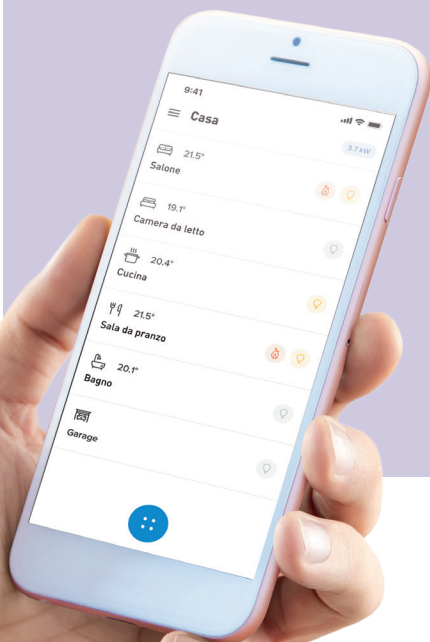 9:41
Casa
3.7 kW
21.5°
Salone
19.1°
Camera da letto
20.4°
Cucina
21.5°
Sala da pranzo
20.1°
Bagno
Garage